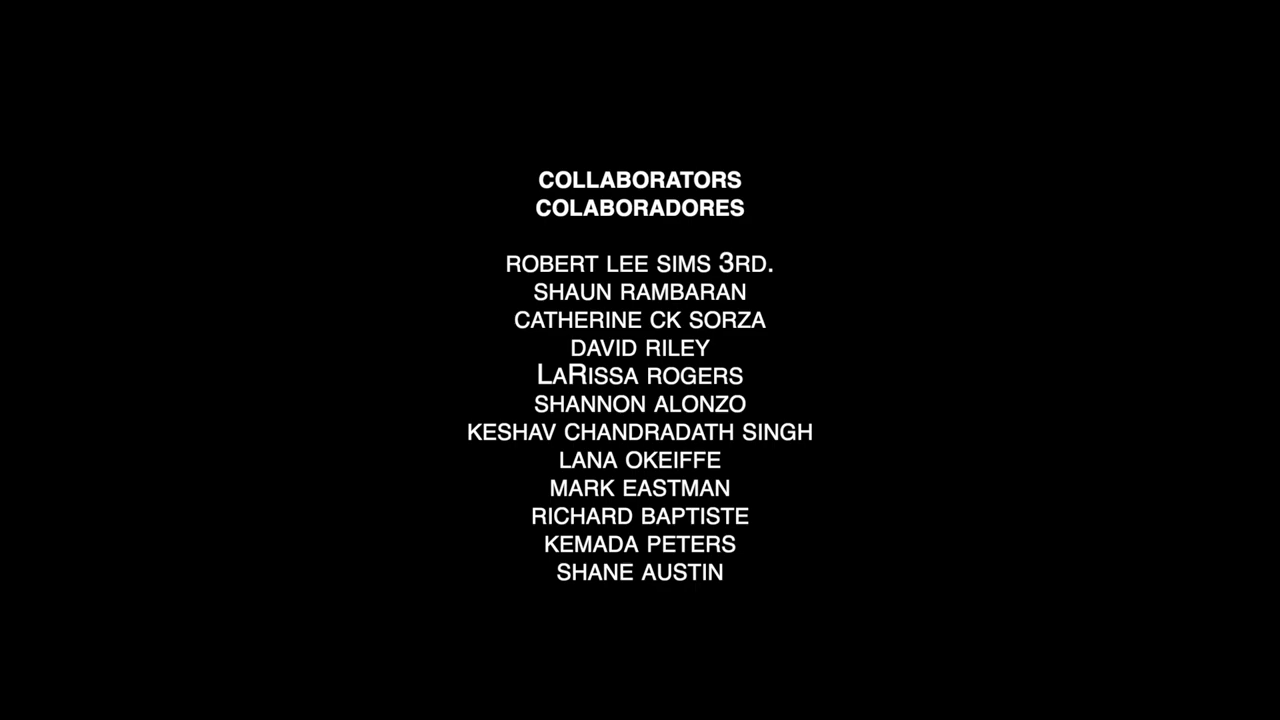 COLLABORATORS
COLABORADORES
ROBERT LEE SIMS 3RD.
SHAUN RAMBARAN
CATHERINE CK SORZA
DAVID RILEY
LARISSA ROGERS
SHANNON ALONZO
KESHAV CHANDRADATH SINGH
LANA OKEIFFE
MARK EASTMAN
RICHARD BAPTISTE
KEMADA PETERS
SHANE AUSTIN